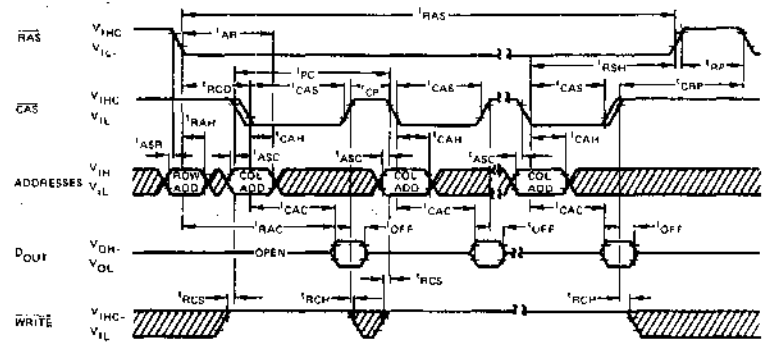 tRAS
RAS VIHC tAR
VIL tRSH tRP
tRCD tPC tCRP
tCAS tCP tCAS tCAS
CAS VIHC
VIL
tRAH tCAH tCAH tCAH
tASR tASC tASC tASC
ADDRESSES VIH ROW ADD COL ADD COL ADD COL ADD
VIL
tCAC tCAC tCAC
tRAC tOFF tOFF tOFF
DOUT VOH OPEN
VOL
tRCS
tRCS tRCH tRCH
WRITE VIHC
VIL